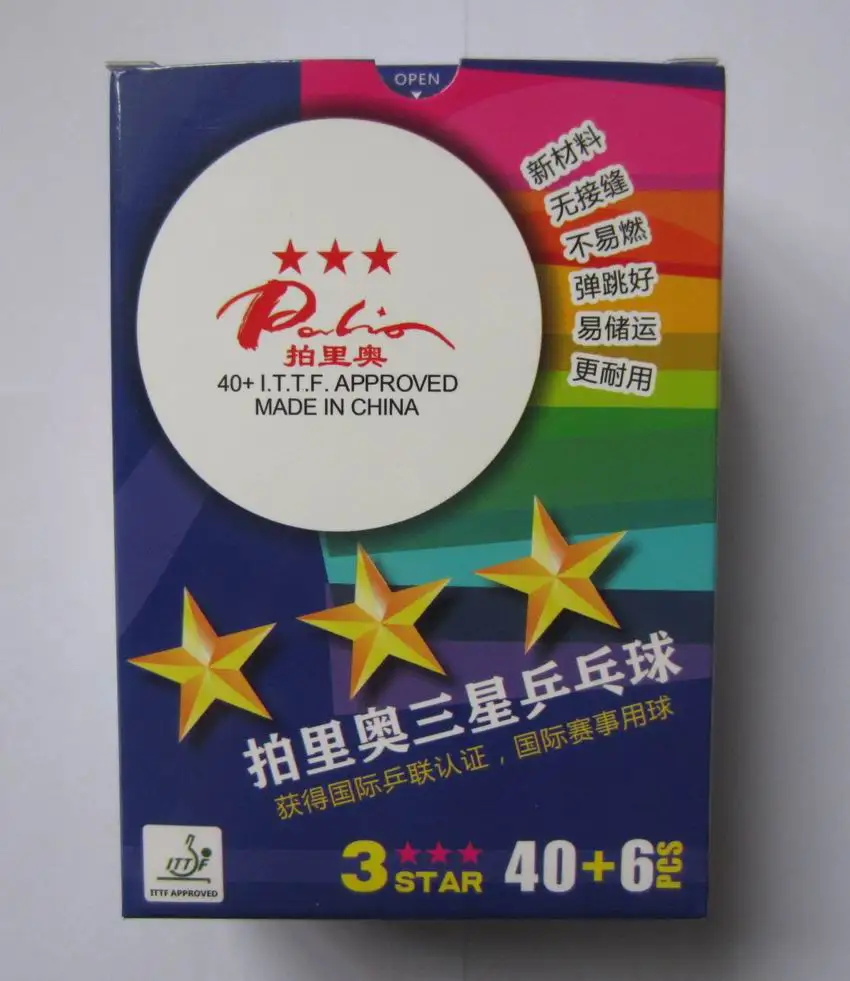 OPEN
新材料
无接缝
不易燃
弹跳好
易储运
更耐用
Palio
拍里奥
40+ I.T.T.F. APPROVED
MADE IN CHINA
拍里奥三星乒乓球
获得国际乒联认证，国际赛事用球
ITTF
ITTF APPROVED
3 STAR 40+6PCS